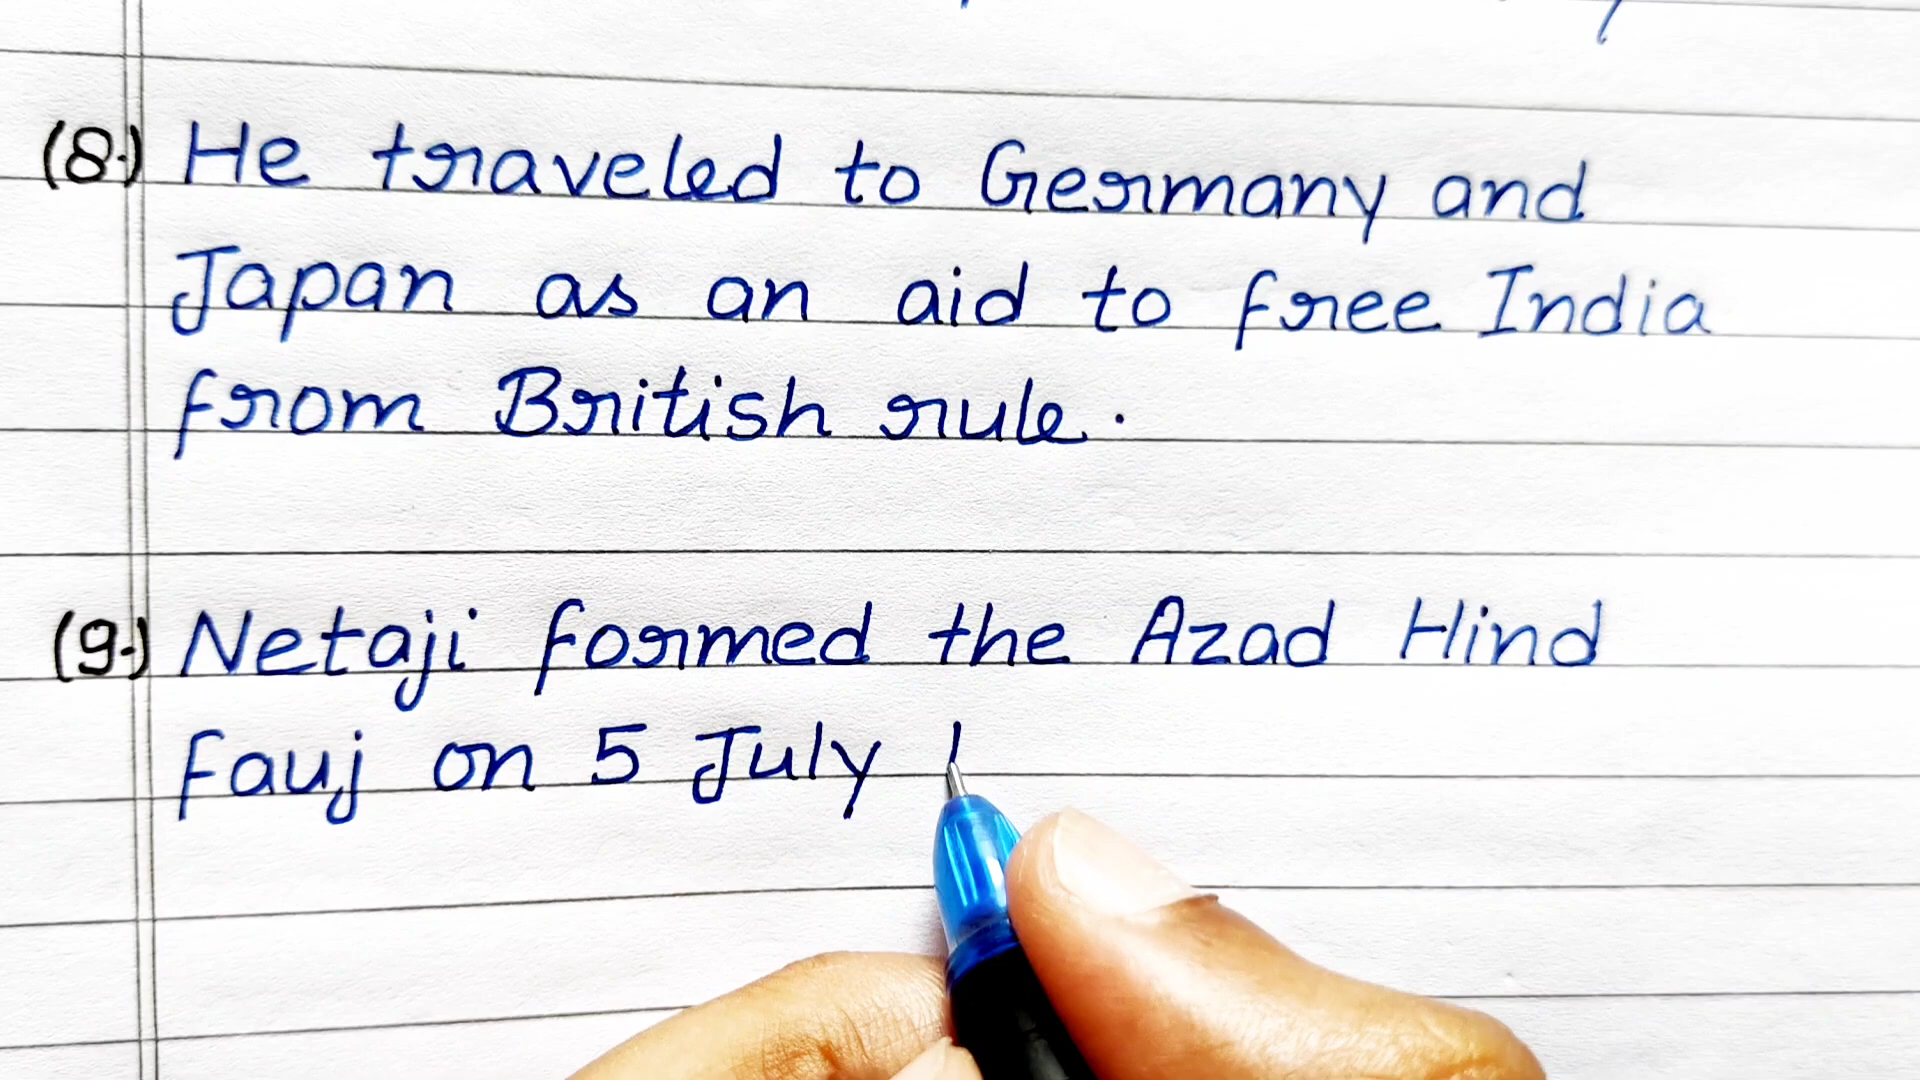 (8.) He traveled to Germany and
Japan as an aid to free India
from British rule.
(9.) Netaji formed the Azad Hind
Fauj on 5 July 1